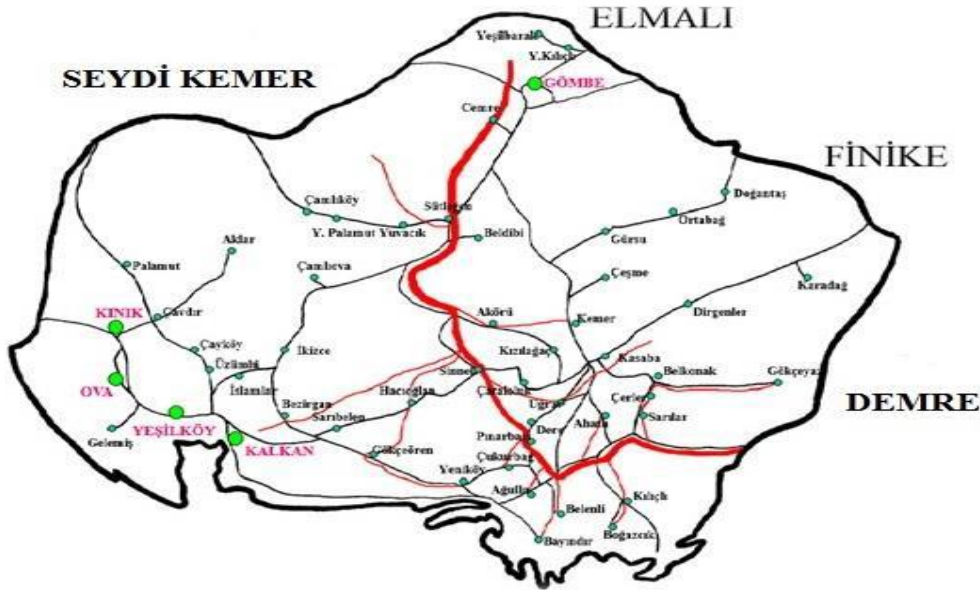 ELMALI
Yeşilbarak
Y.Kılıçlı
SEYDİ KEMER
GÖMBE
Cemre
FİNİKE
Doğantaş
Çamlıköy
Sütleğen
Ortabağ
Y. Palamut Yuvacık
Beldibi
Gürsu
Aklar
Palamut
Çamlıova
Çeşme
Karadağ
KINIK
Çavdır
Akörü
Kemer
Dirgenler
Çayköy
İkizce
Kızılağaç
Üzümlü
Sinneli
Kasaba
Belkonak
Gökçeyaz
OVA
İslamlar
Hacıoğlan
Çerler
DEMRE
Bezirgan
Uğrar
Sarıbelen
Ahatlı
Sarılar
Gelemiş
YEŞİLKÖY
Dere
Pınarbaşı
KALKAN
Gökçeören
Çukurbağ
Yeniköy
Ağullu
Kılıçlı
Belenli
Bayındır
Boğazcık